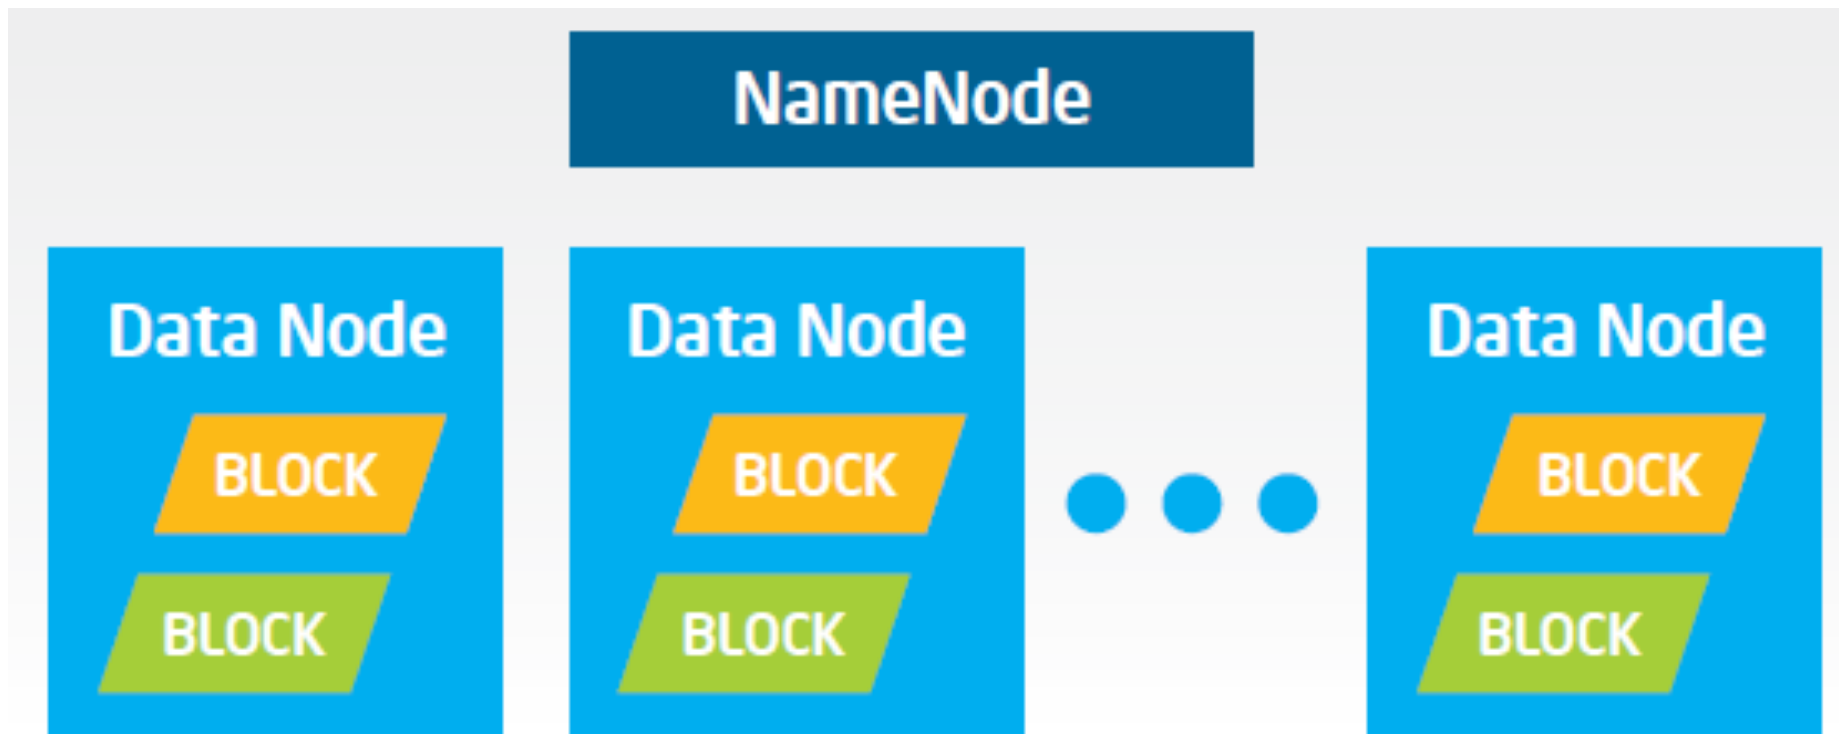 NameNode
Data Node
BLOCK
BLOCK
Data Node
BLOCK
BLOCK
Data Node
BLOCK
BLOCK